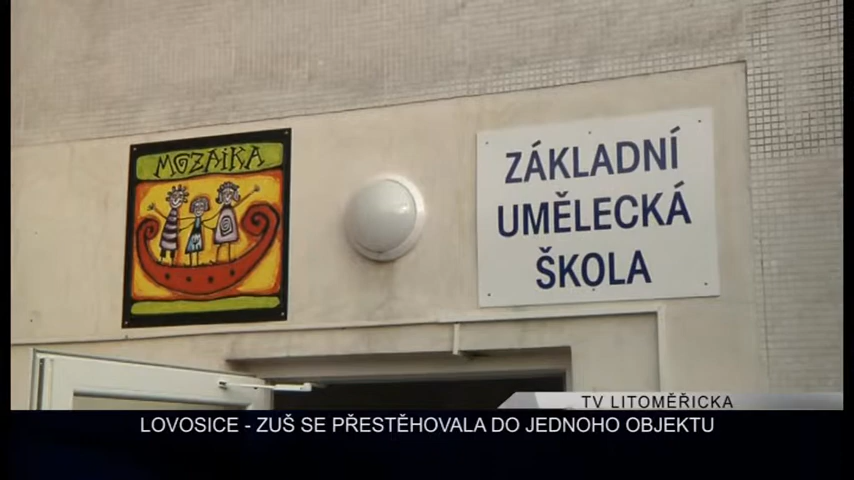 MOZAIKA
ZÁKLADNÍ
UMĚLECKÁ
ŠKOLA
TV LITOMĚŘICKA
LOVOSICE - ZUŠ SE PŘESTĚHOVALA DO JEDNOHO OBJEKTU